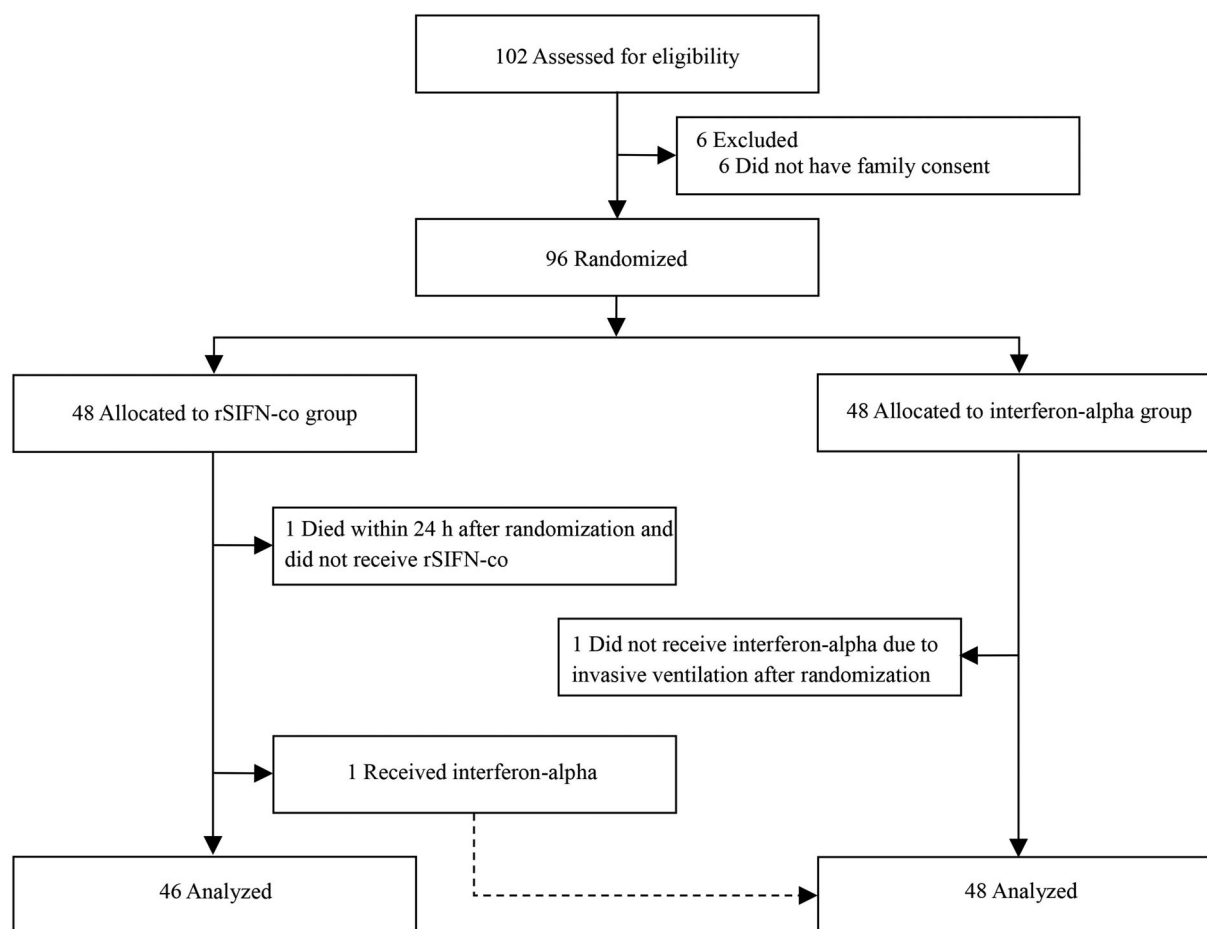 102 Assessed for eligibility
6 Excluded
6 Did not have family consent
96 Randomized
48 Allocated to rSIFN-co group
48 Allocated to interferon-alpha group
1 Died within 24 h after randomization and
did not receive rSIFN-co
1 Did not receive interferon-alpha due to
invasive ventilation after randomization
1 Received interferon-alpha
46 Analyzed
48 Analyzed